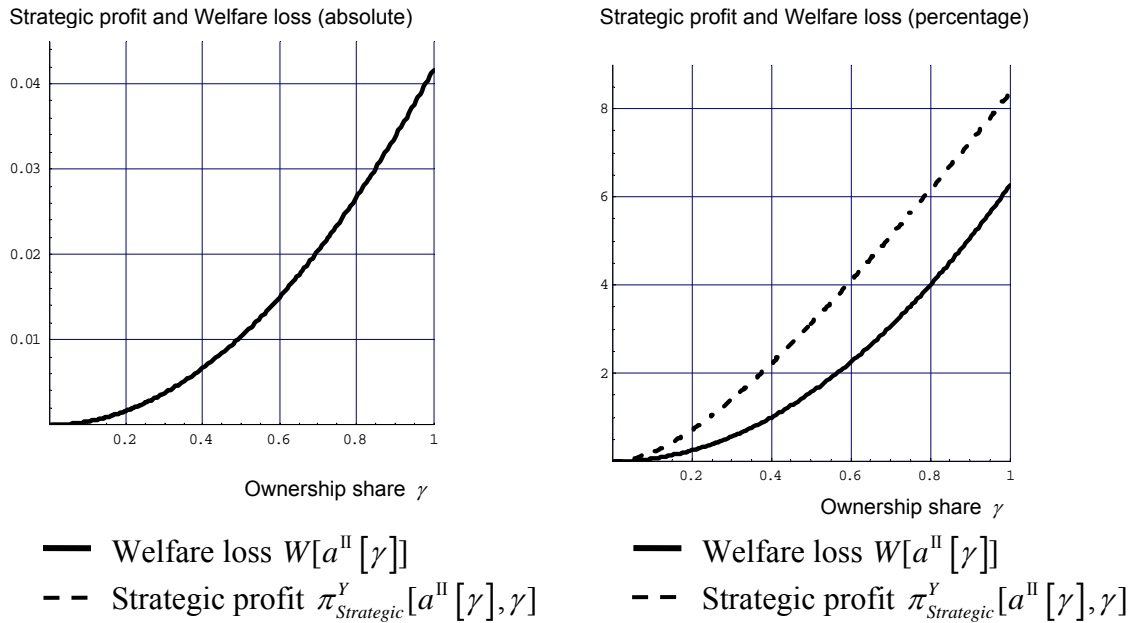 Strategic profit and Welfare loss (absolute)
0.04
0.03
0.02
0.01
0.2 0.4 0.6 0.8 1
Ownership share γ
Welfare loss W[a^II[γ]]
Strategic profit π^Y_Strategic[a^II[γ],γ]
Strategic profit and Welfare loss (percentage)
8
6
4
2
0.2 0.4 0.6 0.8 1
Ownership share γ
Welfare loss W[a^II[γ]]
Strategic profit π^Y_Strategic[a^II[γ],γ]